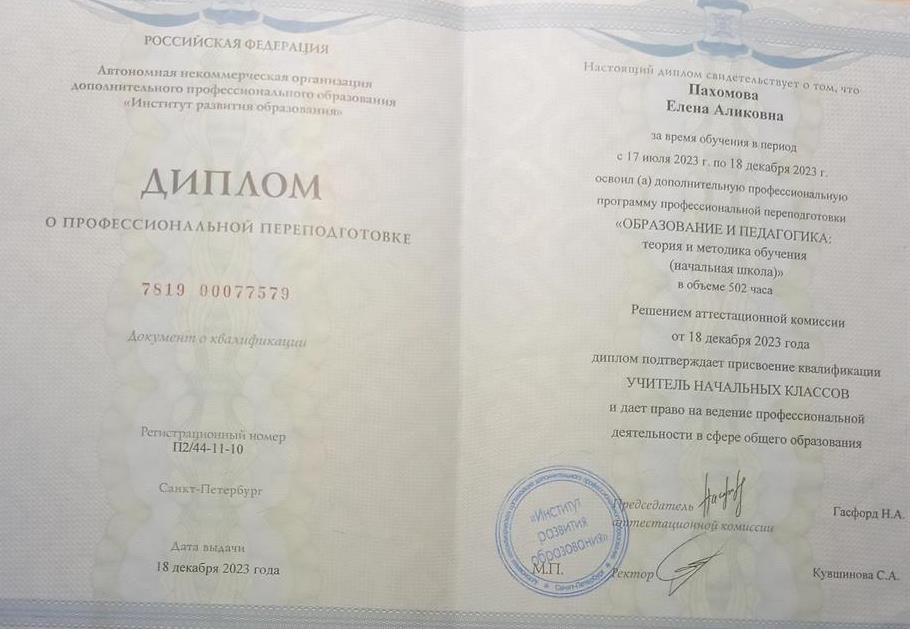 РОССИЙСКАЯ ФЕДЕРАЦИЯ
Автономная некоммерческая организация
дополнительного профессионального образования
«Институт развития образования»
ДИПЛОМ
О ПРОФЕССИОНАЛЬНОЙ ПЕРЕПОДГОТОВКЕ
7819 00077579
Документ о квалификации
Регистрационный номер
П2/44-11-10
Санкт-Петербург
Дата выдачи
18 декабря 2023 года
Настоящий диплом свидетельствует о том, что
Пахомова
Елена Аликовна
за время обучения в период
с 17 июля 2023 г. по 18 декабря 2023 г.
освоил (а) дополнительную профессиональную
программу профессиональной переподготовки
«ОБРАЗОВАНИЕ И ПЕДАГОГИКА:
теория и методика обучения
(начальная школа)»
в объеме 502 часа
Решением аттестационной комиссии
от 18 декабря 2023 года
диплом подтверждает присвоение квалификации
УЧИТЕЛЬ НАЧАЛЬНЫХ КЛАССОВ
и дает право на ведение профессиональной
деятельности в сфере общего образования
Председатель
аттестационной комиссии
Гасфорд Н.А.
М.П.
Ректор
Кувшинова С.А.
«Институт
развития
образования»
Санкт-Петербург